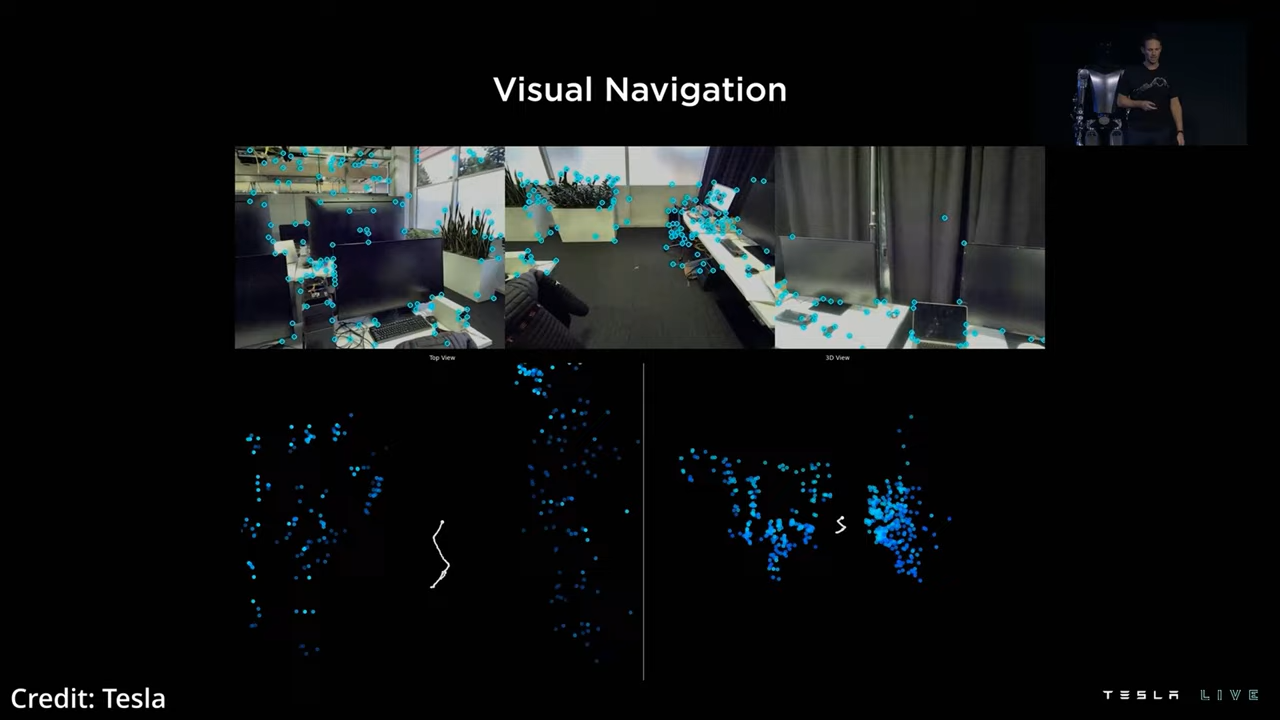 Visual Navigation
Top View
3D View
Credit: Tesla
TESLA LIVE